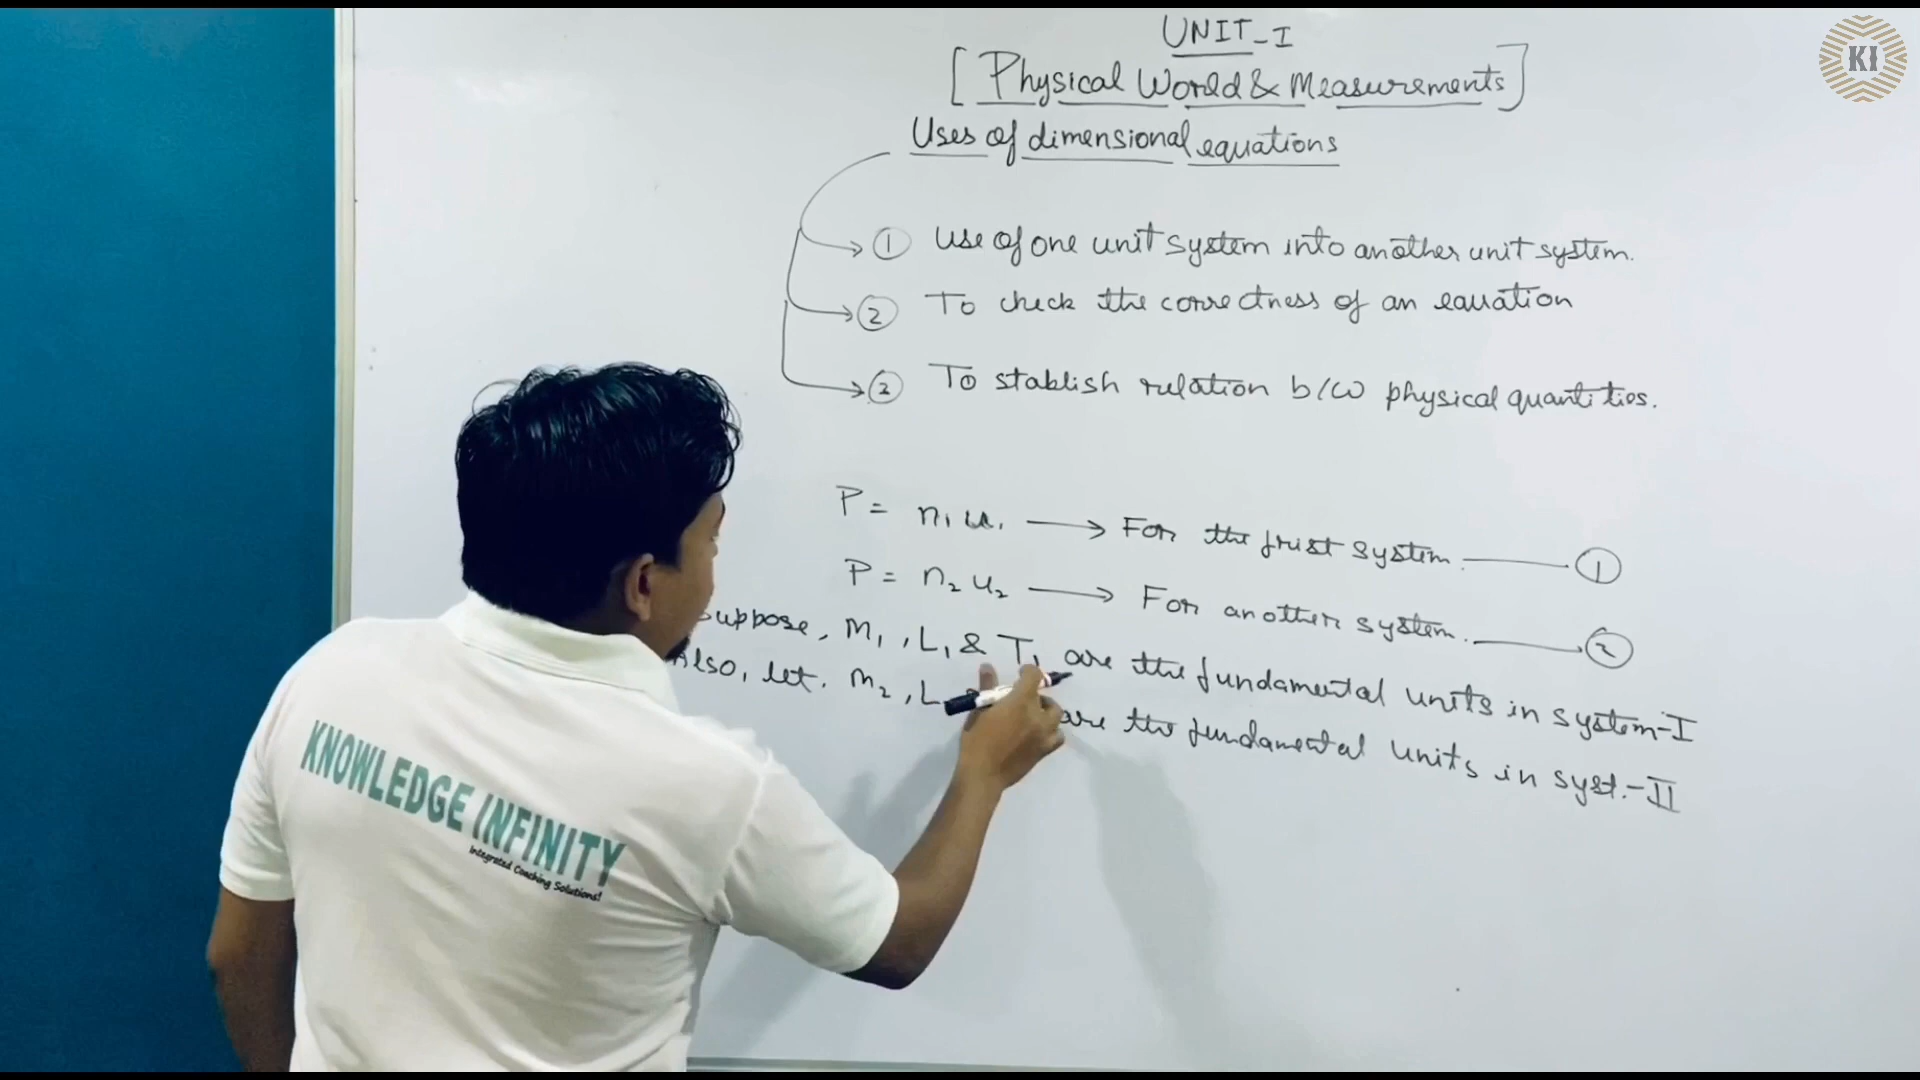 UNIT-I
[Physical World & Measurements]
Uses of dimensional equations
① Use of one unit system into another unit system.
② To check the correctness of an equation
③ To stablish relation b/w physical quantities.
P = n₁u₁ → For the frist system. ①
P = n₂u₂ → For another system. ②
Suppose, M₁, L₁ & T₁ are the fundamental units in system-I
Also, let. M₂, L are the fundamental units in syst.-II
KNOWLEDGE INFINITY
Integrated Coaching Solutions!
KI